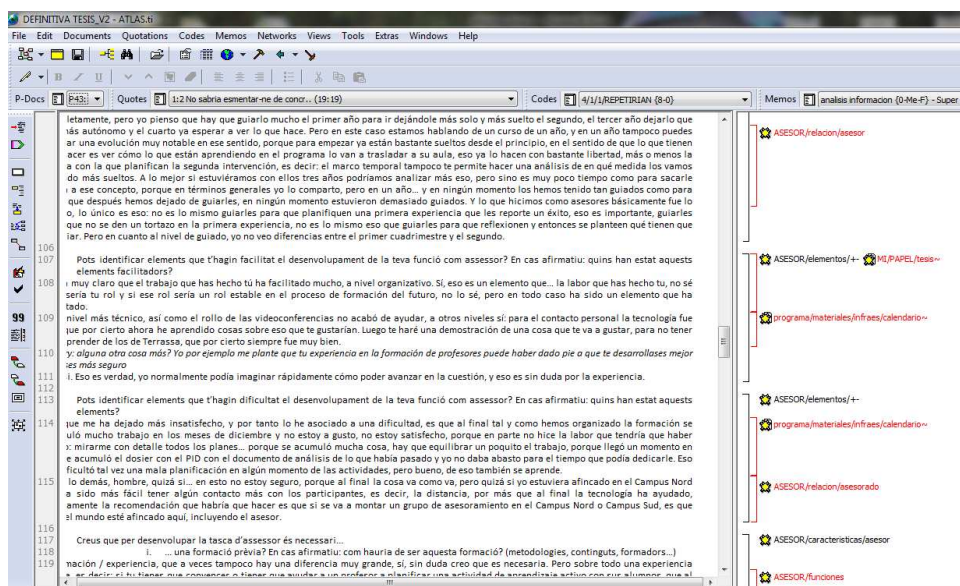 DEFINITIVA TESIS_V2 - ATLAS.ti
File Edit Documents Quotations Codes Memos Networks Views Tools Extras Windows Help
P-Docs P43: Quotes 1:2 No sabria esmentar-ne de concr.. (19:19) Codes 4/1/1/REPETIRIAN {8-0} Memos analisis informacion {0-Me-F} - Super
letamente, pero yo pienso que hay que guiarlo mucho el primer año para ir dejándole más solo y más suelto el segundo, el tercer año dejarlo que
más autónomo y el cuarto ya esperar a ver lo que hace. Pero en este caso estamos hablando de un curso de un año, y en un año tampoco puedes
ar una evolución muy notable en ese sentido, porque para empezar ya están bastante sueltos desde el principio, en el sentido de que lo que tienen
acer es ver cómo lo que están aprendiendo en el programa lo van a trasladar a su aula, eso ya lo hacen con bastante libertad, más o menos la
a con la que planifican la segunda intervención, es decir: el marco temporal tampoco te permite hacer un análisis de en qué medida los vamos
do más sueltos. A lo mejor si estuviéramos con ellos tres años podríamos analizar más eso, pero sino es muy poco tiempo como para sacarle
a ese concepto, porque en términos generales yo lo comparto, pero en un año... y en ningún momento los hemos tenido tan guiados como para
que después hemos dejado de guiarles, en ningún momento estuvieron demasiado guiados. Y lo que hicimos como asesores básicamente fue lo
o, lo único es eso: no es lo mismo guiarles para que planifiquen una primera experiencia que les reporte un éxito, eso es importante, guiarles
que no se den un tortazo en la primera experiencia, no es lo mismo eso que guiarles para que reflexionen y entonces se planteen qué tienen que
iar. Pero en cuanto al nivel de guiado, yo no veo diferencias entre el primer cuadrimestre y el segundo.
106
107 Pots identificar elements que t'hagin facilitat el desenvolupament de la teva funció com assessor? En cas afirmatiu: quins han estat aquests
elements facilitadors?
108 muy claro que el trabajo que has hecho tú ha facilitado mucho, a nivel organizativo. Sí, eso es un elemento que... la labor que has hecho tu, no sé
sería tu rol y si ese rol sería un rol estable en el proceso de formación del futuro, no lo sé, pero en todo caso ha sido un elemento que ha
tado.
109 nivel más técnico, así como el rollo de las videoconferencias no acabó de ayudar, a otros niveles sí: para el contacto personal la tecnología fue
que por cierto ahora he aprendido cosas sobre eso que te gustarían. Luego te haré una demostración de una cosa que te va a gustar, para no tener
prender de los de Terrassa, que por cierto siempre fue muy bien.
110 y: alguna otra cosa más? Yo por ejemplo me plante que tu experiencia en la formación de profesores puede haber dado pie a que te desarrollases mejor
ses más seguro
111 i. Eso es verdad, yo normalmente podía imaginar rápidamente cómo poder avanzar en la cuestión, y eso es sin duda por la experiencia.
112
113 Pots identificar elements que t'hagin dificultat el desenvolupament de la teva funció com assessor? En cas afirmatiu: quins han estat aquests
elements?
114 que me ha dejado más insatisfecho, y por tanto lo he asociado a una dificultad, es que al final tal y como hemos organizado la formación se
uló mucho trabajo en los meses de diciembre y no estoy a gusto, no estoy satisfecho, porque en parte no hice la labor que tendría que haber
: mirarme con detalle todos los planes... porque se acumuló mucha cosa, hay que equilibrar un poquito el trabajo, porque llegó un momento en
e acumuló el dosier con el PID con el documento de análisis de lo que había pasado y yo no daba abasto para el tiempo que podía dedicarle. Eso
ficultó tal vez una mala planificación en algún momento de las actividades, pero bueno, de eso también se aprende.
115 lo demás, hombre, quizá si... en esto no estoy seguro, porque al final la cosa va como va, pero quizá si yo estuviera afincado en el Campus Nord
a sido más fácil tener algún contacto más con los participantes, es decir, la distancia, por más que al final la tecnología ha ayudado,
amente la recomendación que habría que hacer es que si se va a montar un grupo de asesoramiento en el Campus Nord o Campus Sud, es que
el mundo esté afincado aquí, incluyendo el asesor.
116
117 Creus que per desenvolupar la tasca d'assessor és necessari...
118 i. ... una formació prèvia? En cas afirmatiu: com hauria de ser aquesta formació? (metodologies, continguts, formadors...)
119 mación / experiencia, que a veces tampoco hay una diferencia muy grande, sí, sin duda creo que es necesaria. Pero sobre todo una experiencia
a, es decir: si tu tienes que convences o tienes que ayudar a un profesor a planificar una actividad de aprendizaje activo con sus alumnos, que al
ASESOR/relacion/asesor
ASESOR/elementos/+- MI/PAPEL/tesis~
programa/materiales/infraes/calendario~
ASESOR/elementos/+-
programa/materiales/infraes/calendario~
ASESOR/relacion/asesorado
ASESOR/caracteristicas/asesor
ASESOR/funciones